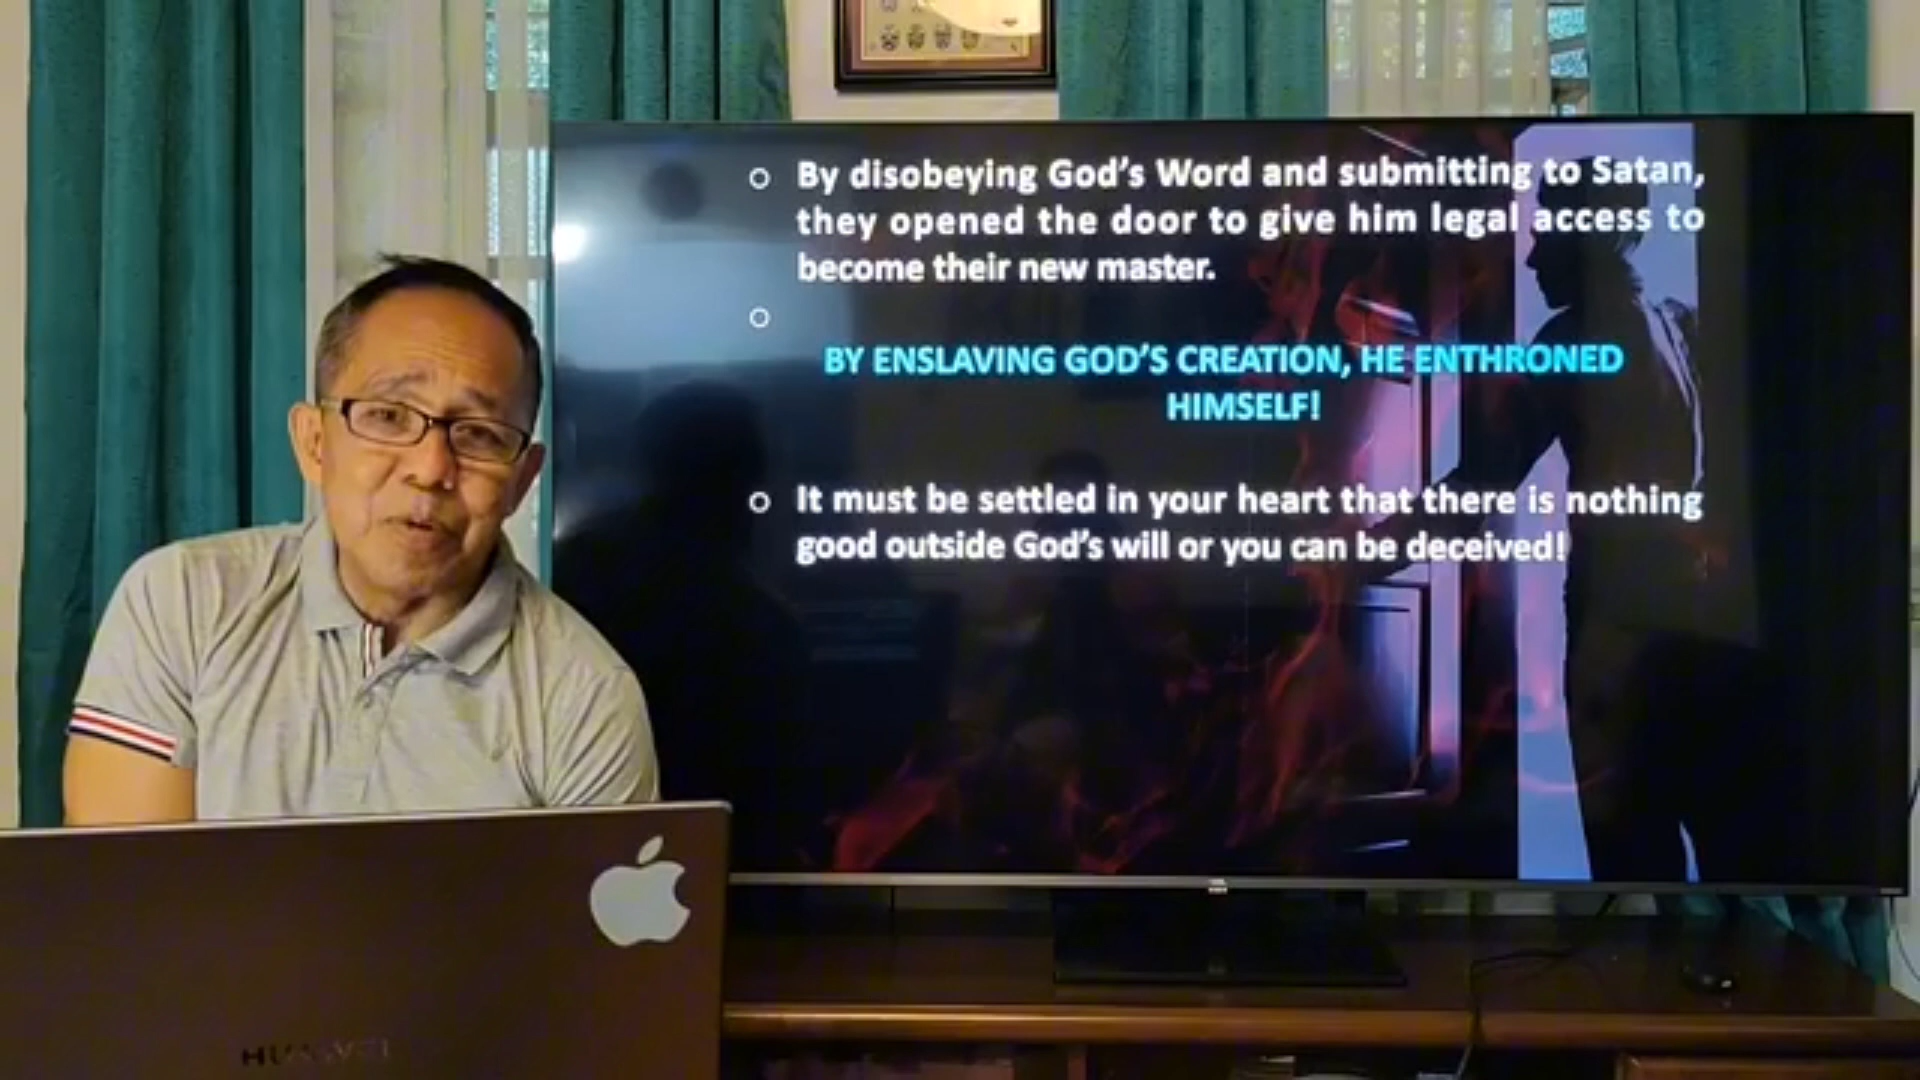 By disobeying God's Word and submitting to Satan,
they opened the door to give him legal access to
become their new master.
BY ENSLAVING GOD'S CREATION, HE ENTHRONED
HIMSELF!
It must be settled in your heart that there is nothing
good outside God's will or you can be deceived!
HUAWEI